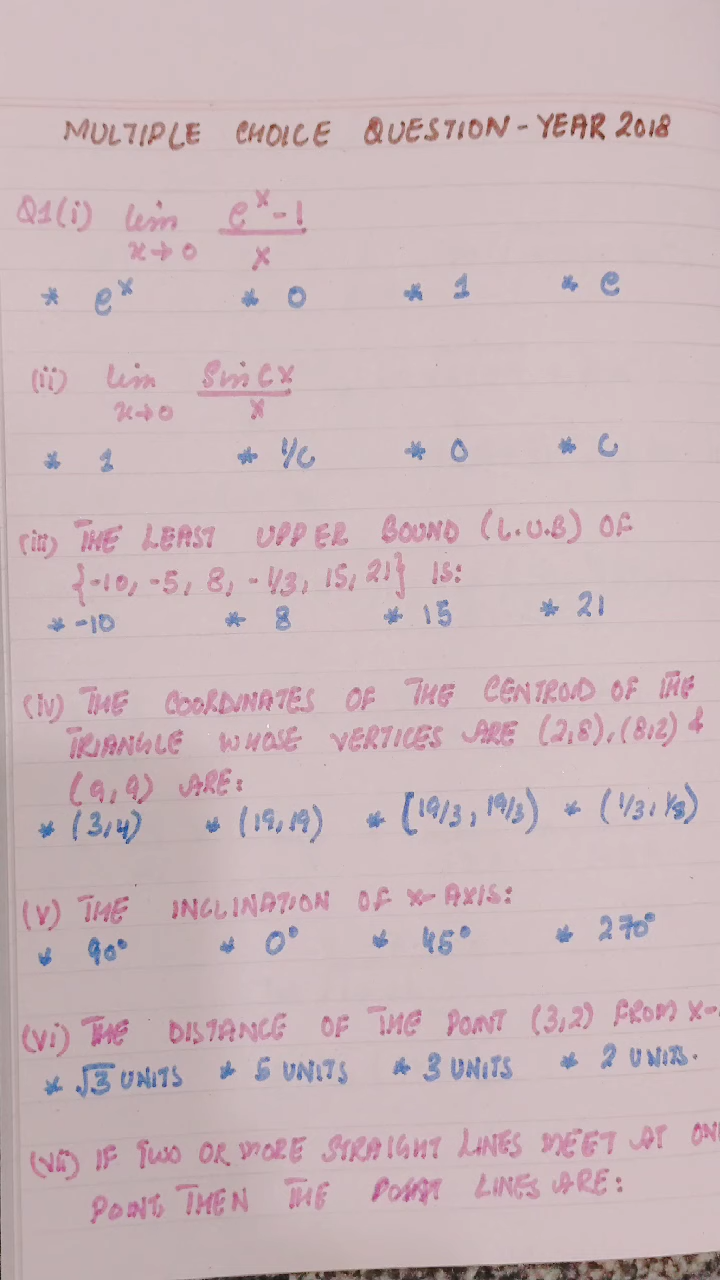 MULTIPLE CHOICE QUESTION - YEAR 2018
Q1(i) lim e^x - 1
x→0 x
* e^x * 0 * 1 * e
(ii) lim Sin Cx
x→0 x
* 1 * 1/C * 0 * C
(iii) THE LEAST UPPER BOUND (L.U.B) OF
{-10, -5, 8, -1/3, 15, 21} IS:
* -10 * 8 * 15 * 21
(iv) THE COORDINATES OF THE CENTROID OF THE
TRIANGLE WHOSE VERTICES ARE (2,8), (8,2) &
(9,9) ARE:
* (3,4) * (19,19) * [19/3, 19/3) * (1/3, 1/3)
(v) THE INCLINATION OF X-AXIS:
* 90° * 0° * 45° * 270°
(vi) THE DISTANCE OF THE POINT (3,2) FROM X-
* √3 UNITS * 5 UNITS * 3 UNITS * 2 UNITS.
(vii) IF TWO OR MORE STRAIGHT LINES MEET AT ON
POINT, THEN THE LINES ARE: